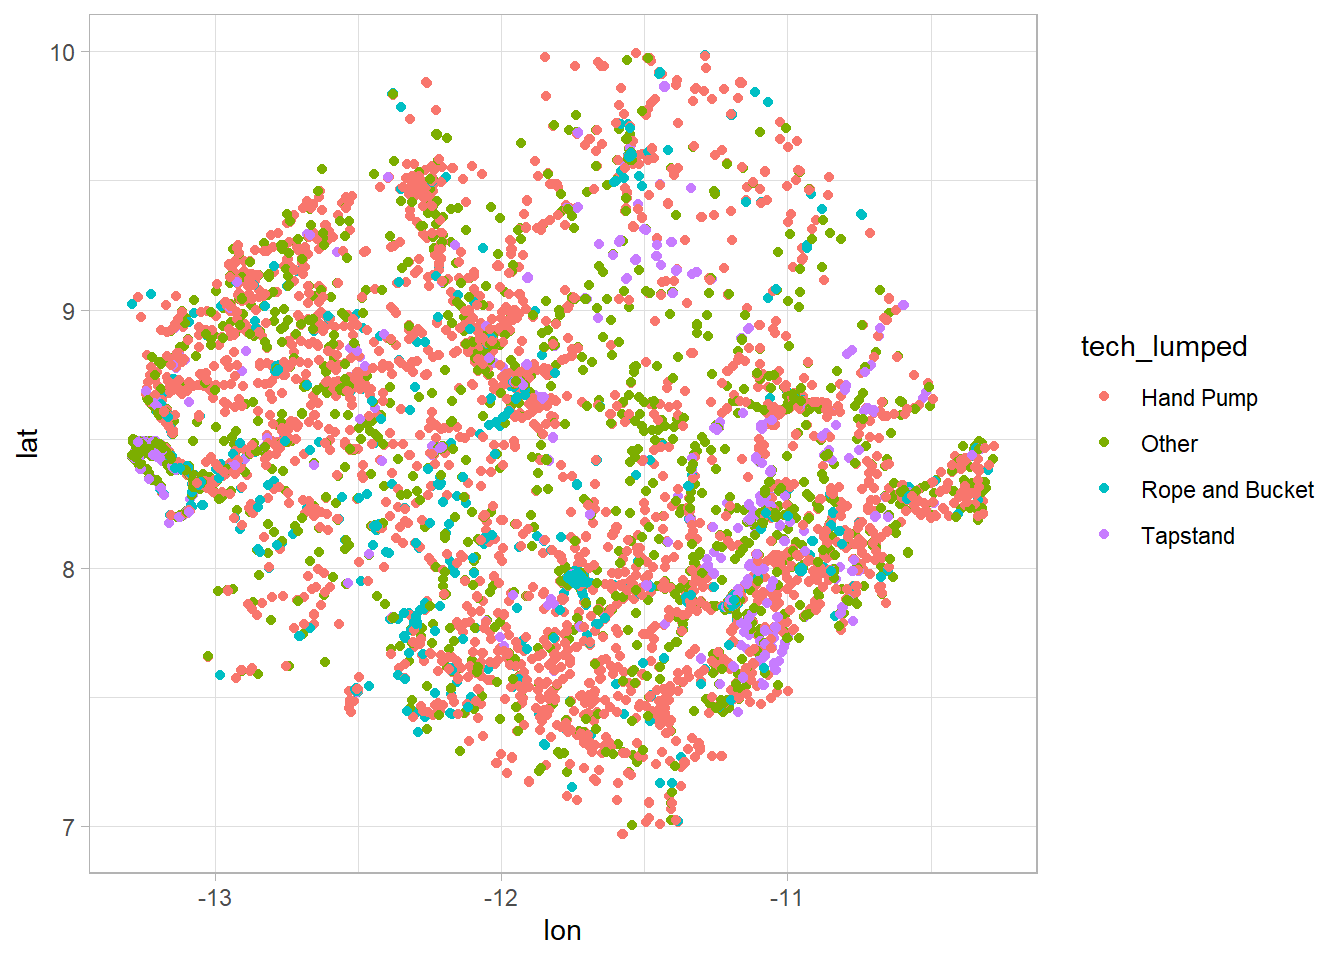 10
9
8
7
lat
-13
-12
-11
lon
tech_lumped
Hand Pump
Other
Rope and Bucket
Tapstand